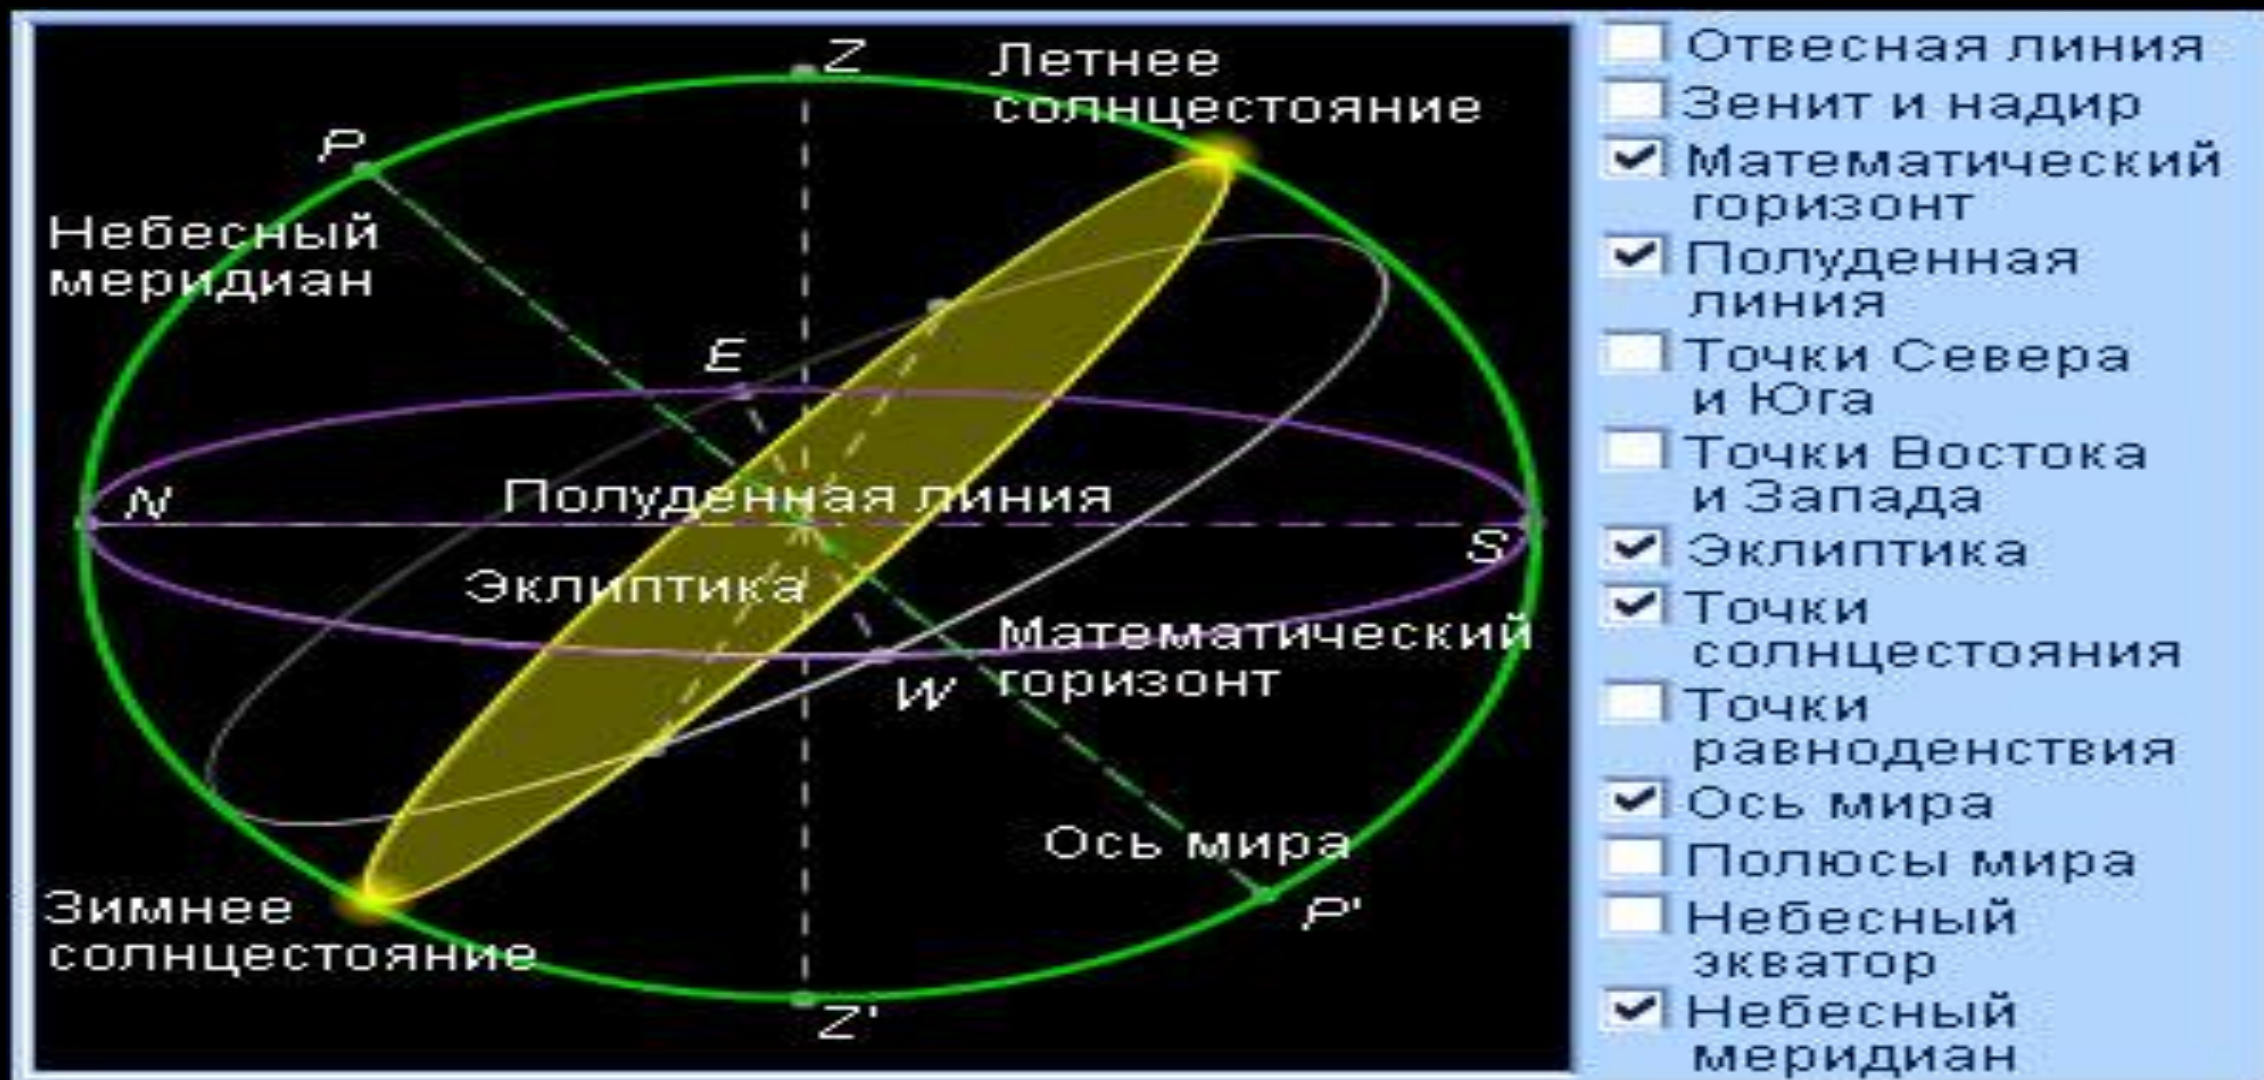 Z
Летнее
солнцестояние
P
Небесный
меридиан
E
N
Полуденная линия
S
Эклиптика
Математический
горизонт
W
Ось мира
P'
Зимнее
солнцестояние
Z'
Отвесная линия
Зенит и надир
Математический
горизонт
Полуденная
линия
Точки Севера
и Юга
Точки Востока
и Запада
Эклиптика
Точки
солнцестояния
Точки
равноденствия
Ось мира
Полюсы мира
Небесный
экватор
Небесный
меридиан